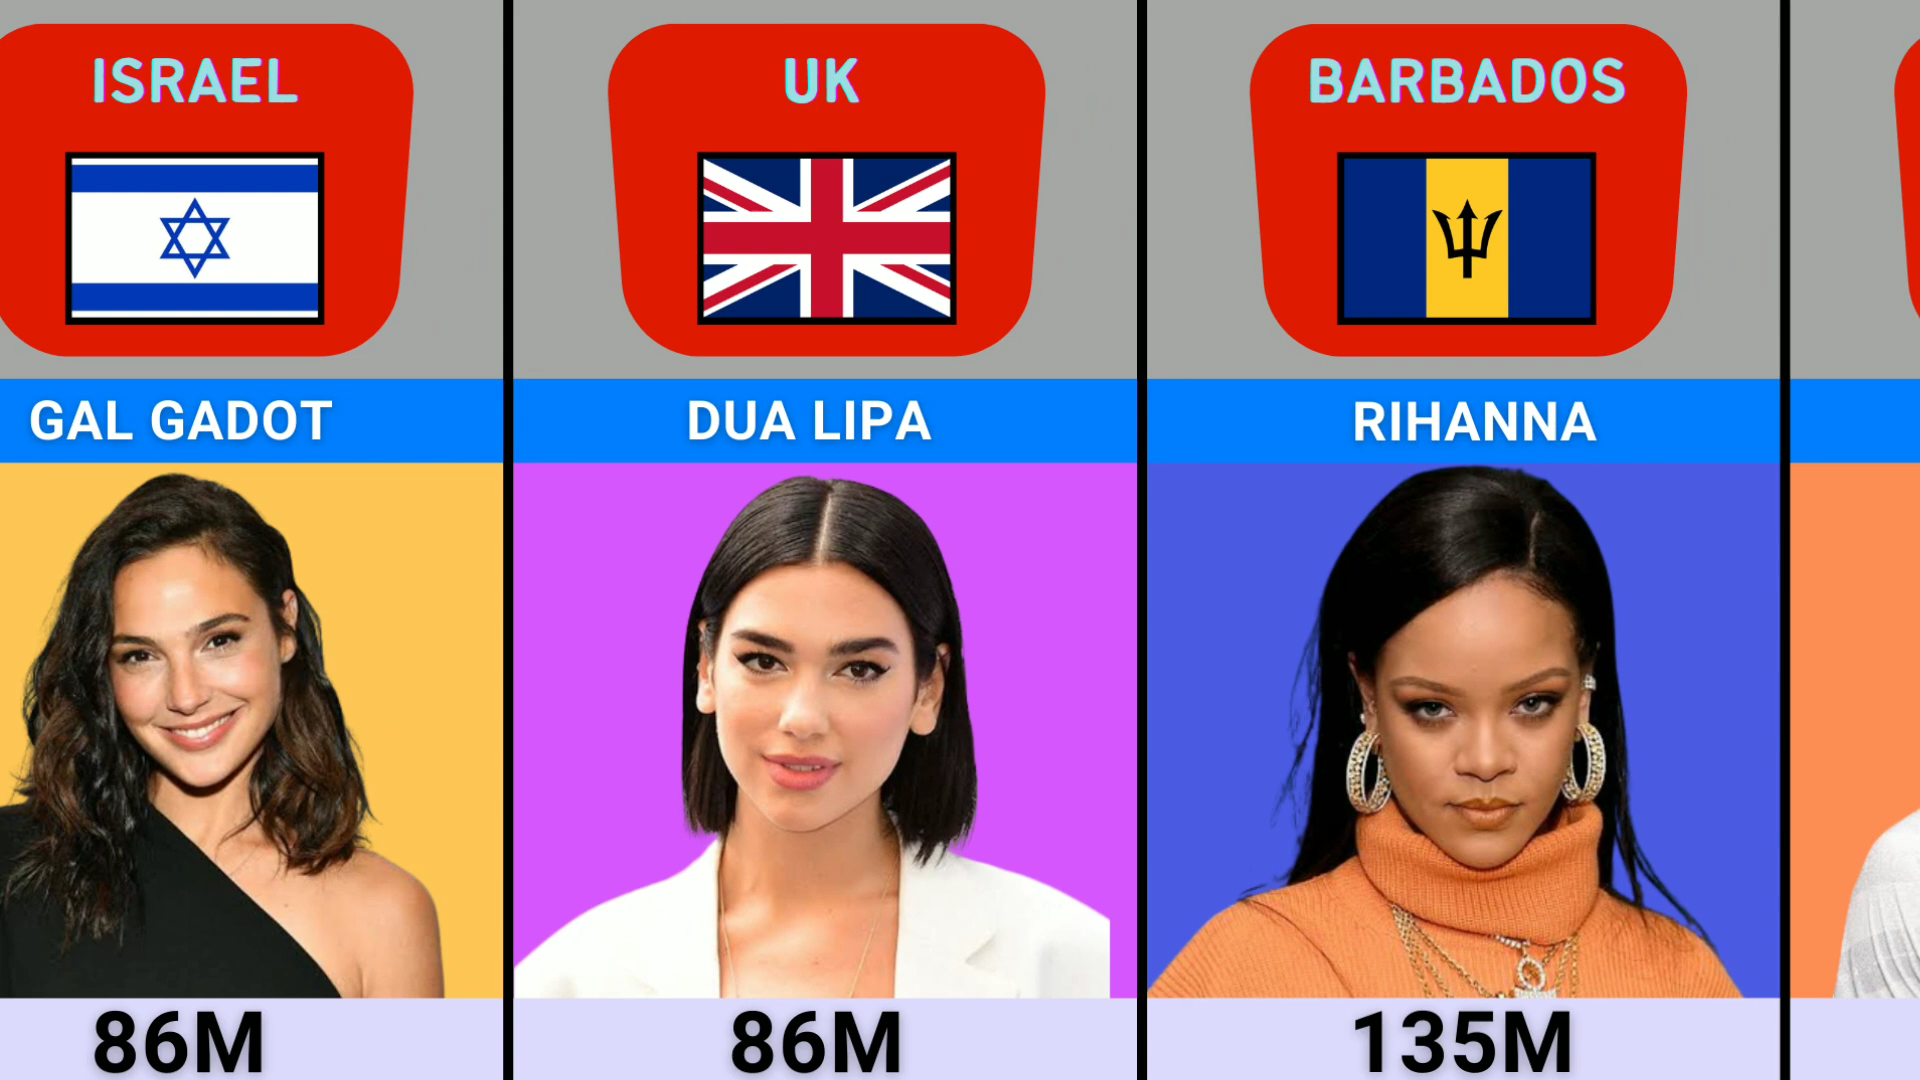 ISRAEL
UK
BARBADOS
GAL GADOT
DUA LIPA
RIHANNA
86M
86M
135M